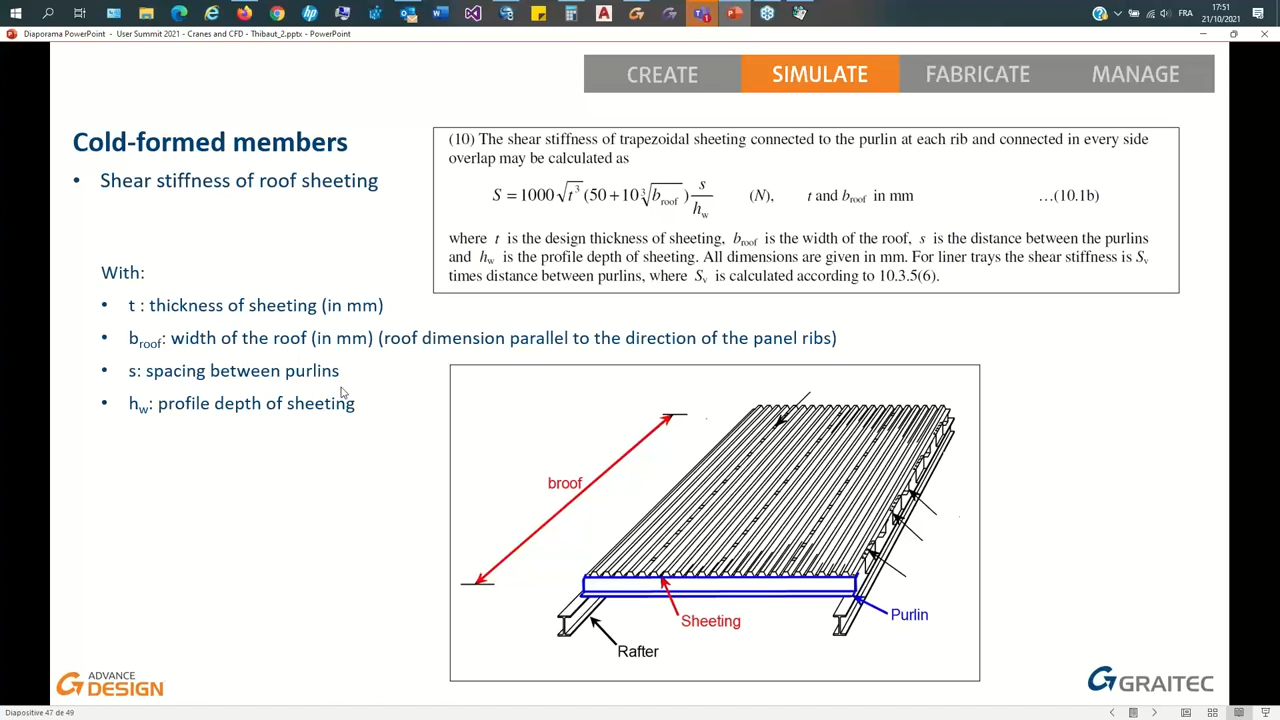 17:51
FRA
21/10/2021
Diaporama PowerPoint - User Summit 2021 - Cranes and CFD - Thibaut_2.pptx - PowerPoint
CREATE SIMULATE FABRICATE MANAGE
Cold-formed members
• Shear stiffness of roof sheeting
(10) The shear stiffness of trapezoidal sheeting connected to the purlin at each rib and connected in every side
overlap may be calculated as
S = 1000√t³ (50 + 10 ∛b_roof) s/h_w (N), t and b_roof in mm …(10.1b)
where t is the design thickness of sheeting, b_roof is the width of the roof, s is the distance between the purlins
and h_w is the profile depth of sheeting. All dimensions are given in mm. For liner trays the shear stiffness is S_v
times distance between purlins, where S_v is calculated according to 10.3.5(6).
With:
• t : thickness of sheeting (in mm)
• b_roof: width of the roof (in mm) (roof dimension parallel to the direction of the panel ribs)
• s: spacing between purlins
• h_w: profile depth of sheeting
broof
Sheeting
Purlin
Rafter
ADVANCE
DESIGN
GRAITEC
Diapositive 47 de 49